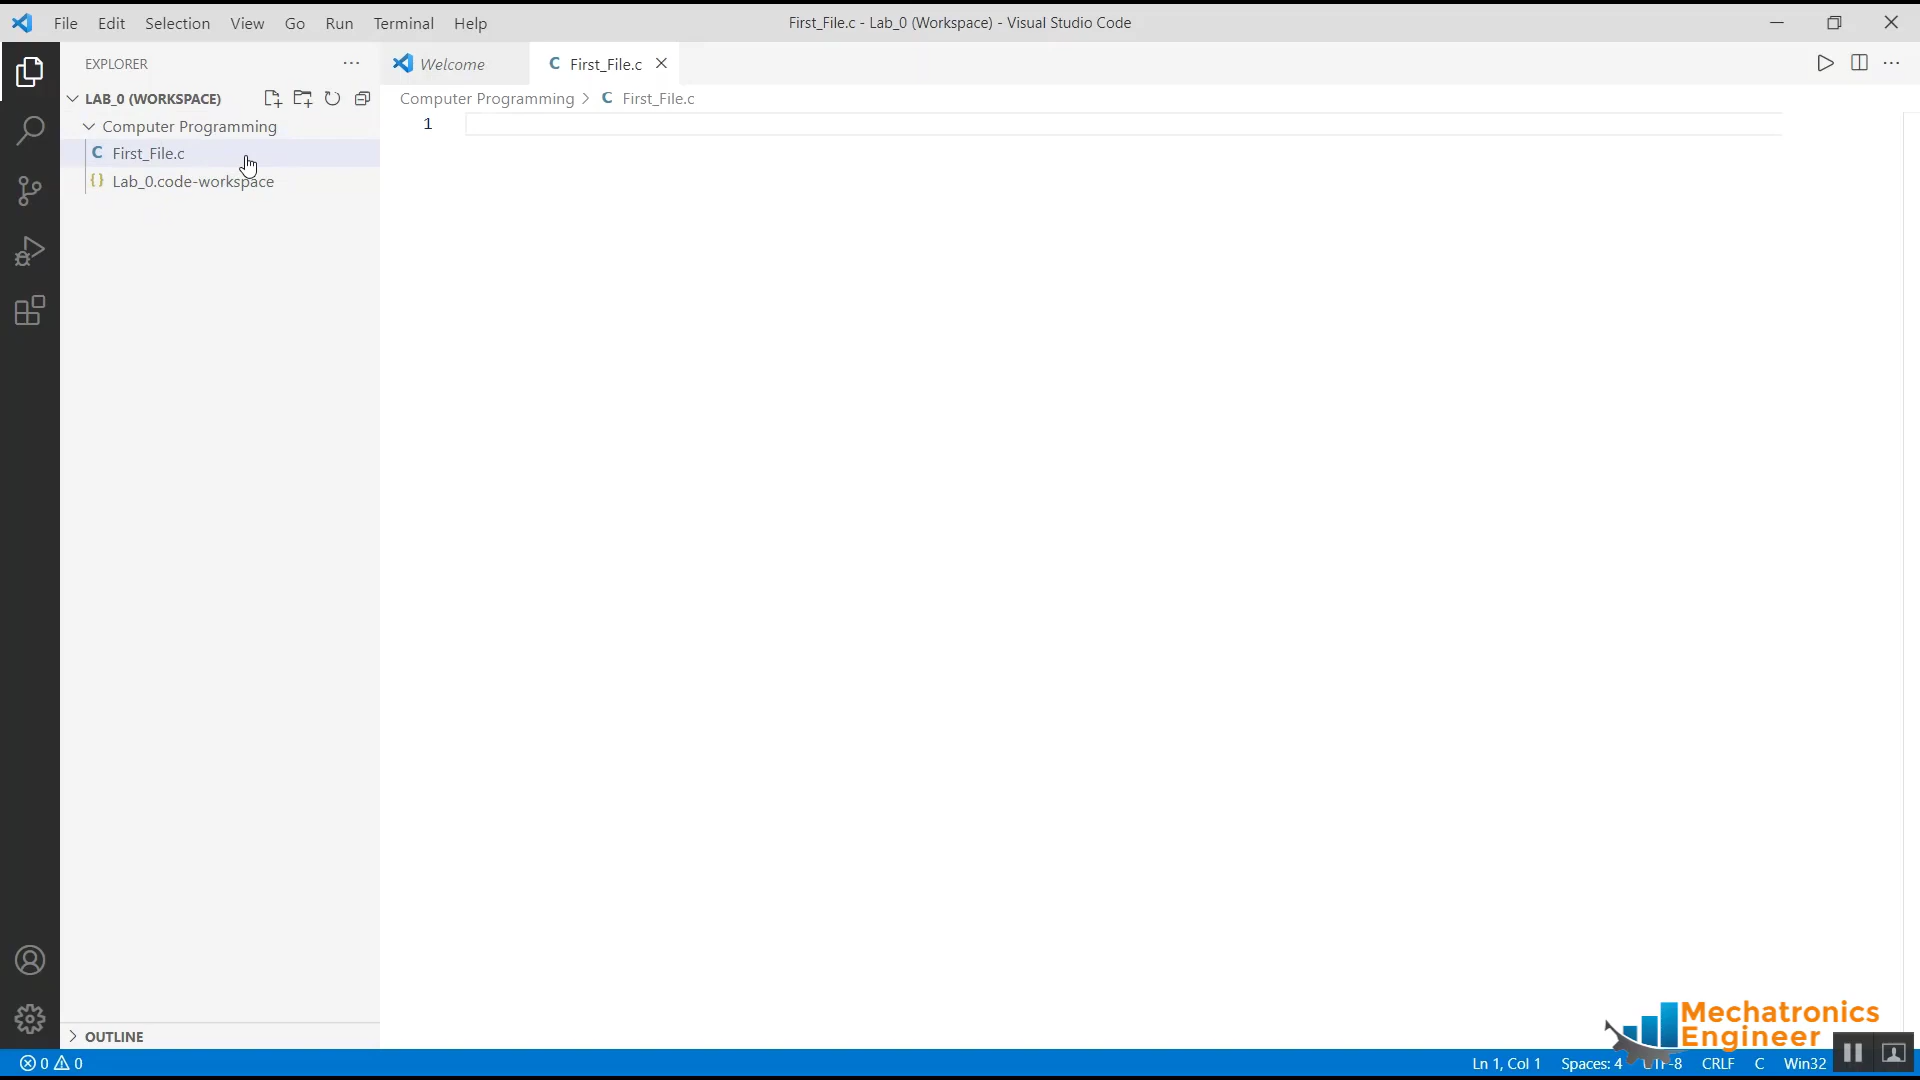 File Edit Selection View Go Run Terminal Help
First_File.c - Lab_0 (Workspace) - Visual Studio Code
EXPLORER
Welcome
C First_File.c
LAB_0 (WORKSPACE)
Computer Programming > C First_File.c
Computer Programming
1
C First_File.c
{} Lab_0.code-workspace
OUTLINE
Mechatronics
Engineer
0 0
Ln 1, Col 1 Spaces: 4 UTF-8 CRLF C Win32